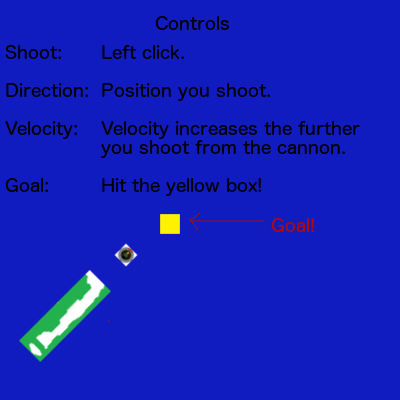 Controls
Shoot: Left click.
Direction: Position you shoot.
Velocity: Velocity increases the further
you shoot from the cannon.
Goal: Hit the yellow box!
Goal!